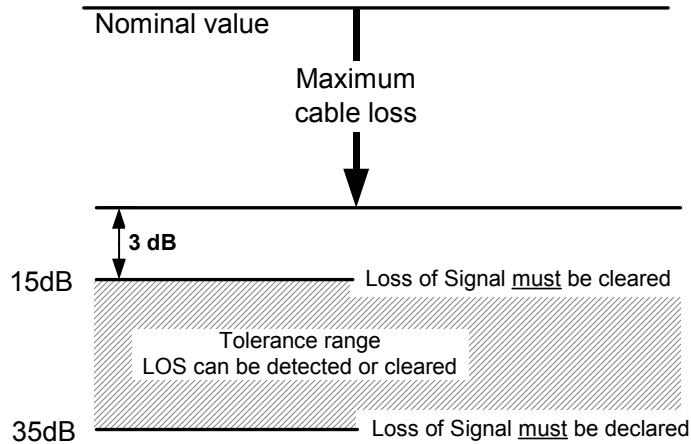 Nominal value
Maximum
cable loss
3 dB
15dB
Loss of Signal must be cleared
Tolerance range
LOS can be detected or cleared
35dB
Loss of Signal must be declared